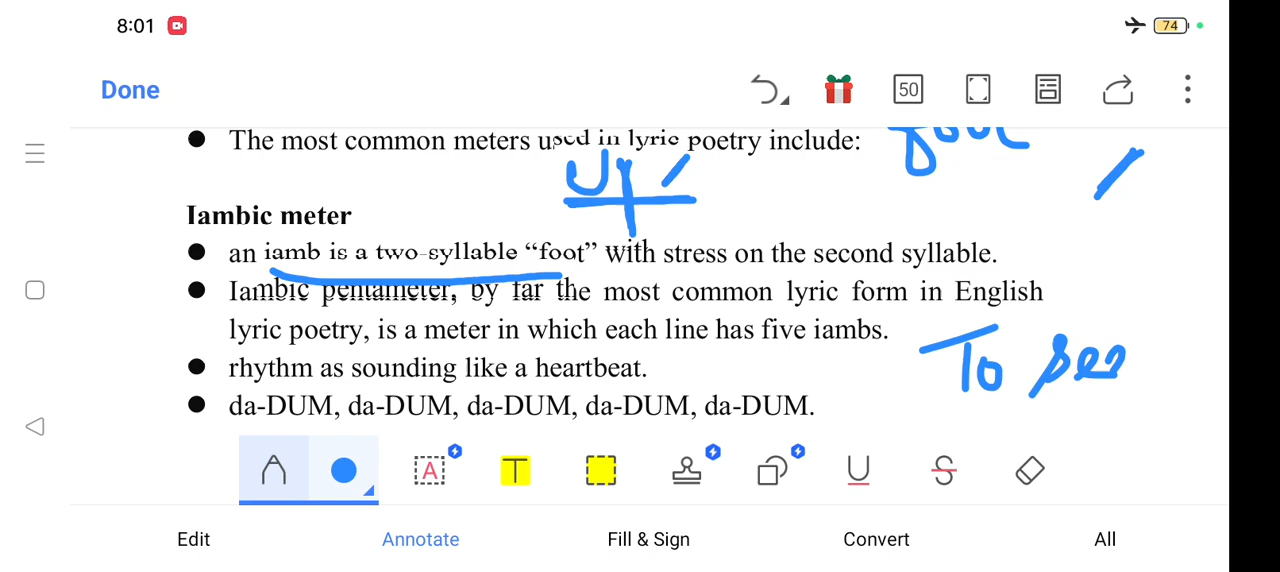 8:01
74
Done
50
foot
The most common meters used in lyric poetry include:
U /
Iambic meter
an iamb is a two-syllable “foot” with stress on the second syllable.
Iambic pentameter, by far the most common lyric form in English
lyric poetry, is a meter in which each line has five iambs.
To see
rhythm as sounding like a heartbeat.
da-DUM, da-DUM, da-DUM, da-DUM, da-DUM.
A T U S
Edit Annotate Fill & Sign Convert All